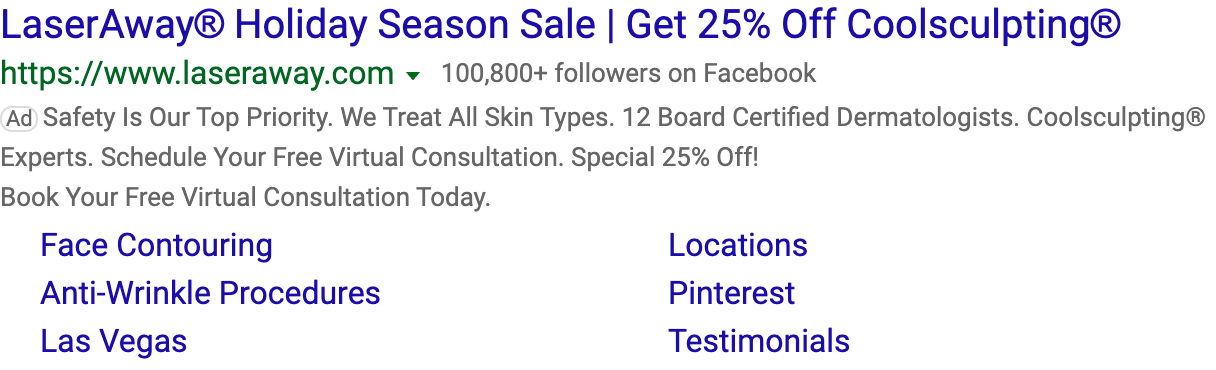 LaserAway® Holiday Season Sale | Get 25% Off Coolsculpting®
https://www.laseraway.com 100,800+ followers on Facebook
Ad Safety Is Our Top Priority. We Treat All Skin Types. 12 Board Certified Dermatologists. Coolsculpting®
Experts. Schedule Your Free Virtual Consultation. Special 25% Off!
Book Your Free Virtual Consultation Today.
Face Contouring Locations
Anti-Wrinkle Procedures Pinterest
Las Vegas Testimonials